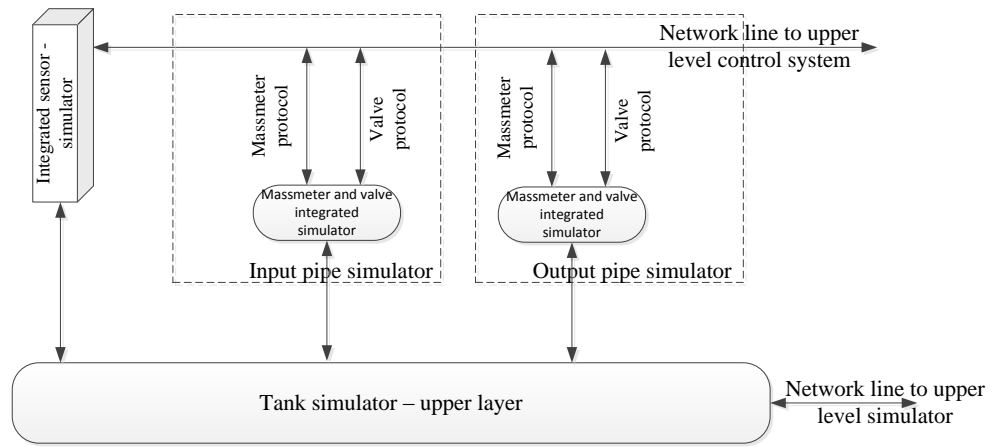 Integrated sensor -
simulator
Network line to upper
level control system
Massmeter
protocol
Valve
protocol
Massmeter
protocol
Valve
protocol
Massmeter and valve
integrated
simulator
Massmeter and valve
integrated
simulator
Input pipe simulator
Output pipe simulator
Tank simulator – upper layer
Network line to upper
level simulator